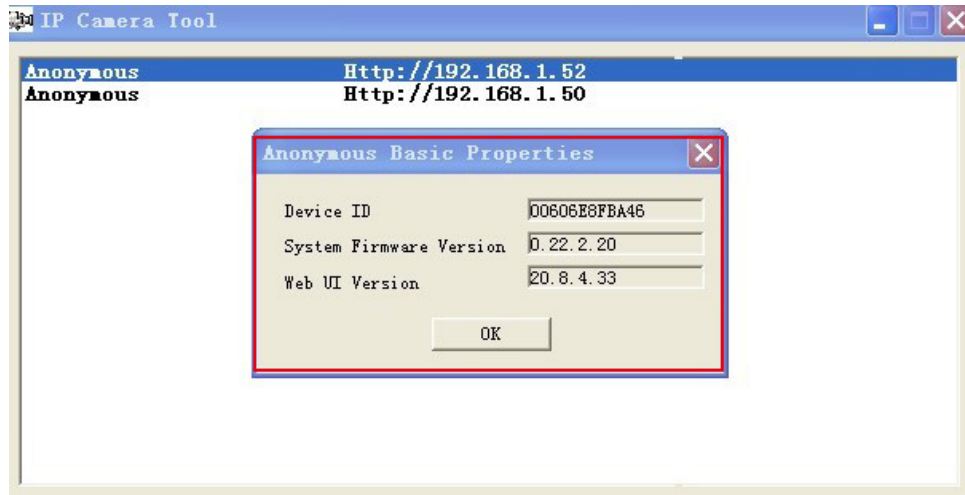 IP Camera Tool
Anonymous Http://192.168.1.52
Anonymous Http://192.168.1.50
Anonymous Basic Properties
Device ID 00606E8FBA46
System Firmware Version 0.22.2.20
Web UI Version 20.8.4.33
OK